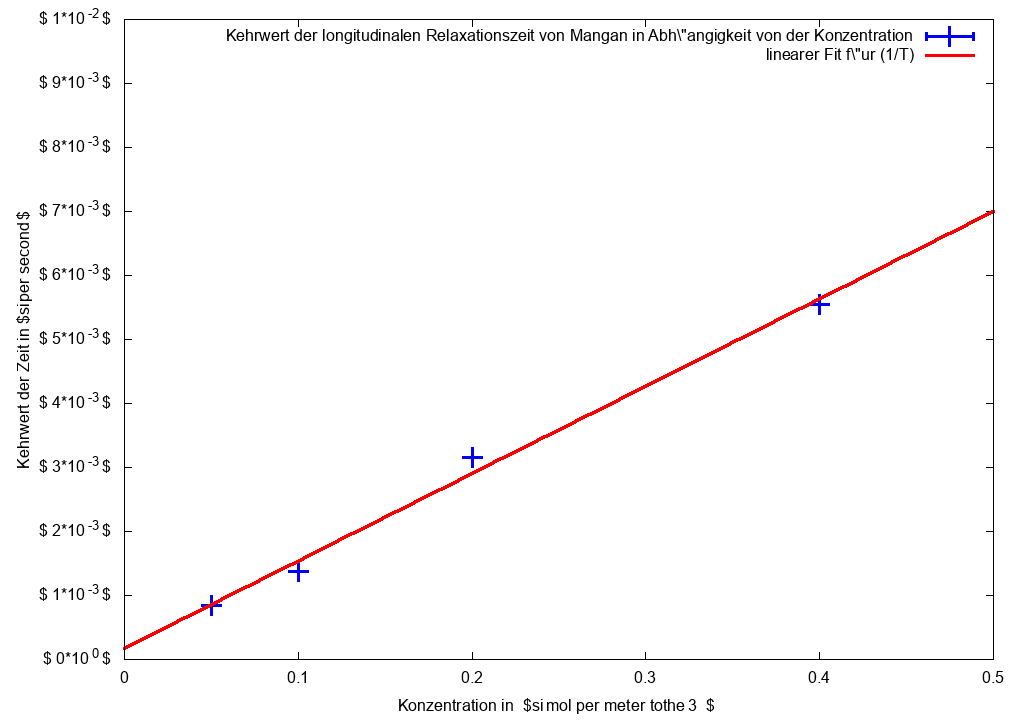 $ 1*10^-2 $
Kehrwert der longitudinalen Relaxationszeit von Mangan in Abh\"angigkeit von der Konzentration
linearer Fit f\"ur (1/T)
$ 9*10^-3 $
$ 8*10^-3 $
$ 7*10^-3 $
$ 6*10^-3 $
$ 5*10^-3 $
$ 4*10^-3 $
$ 3*10^-3 $
$ 2*10^-3 $
$ 1*10^-3 $
$ 0*10^0 $
Kehrwert der Zeit in $si per second $
0 0.1 0.2 0.3 0.4 0.5
Konzentration in $si mol per meter tothe 3 $